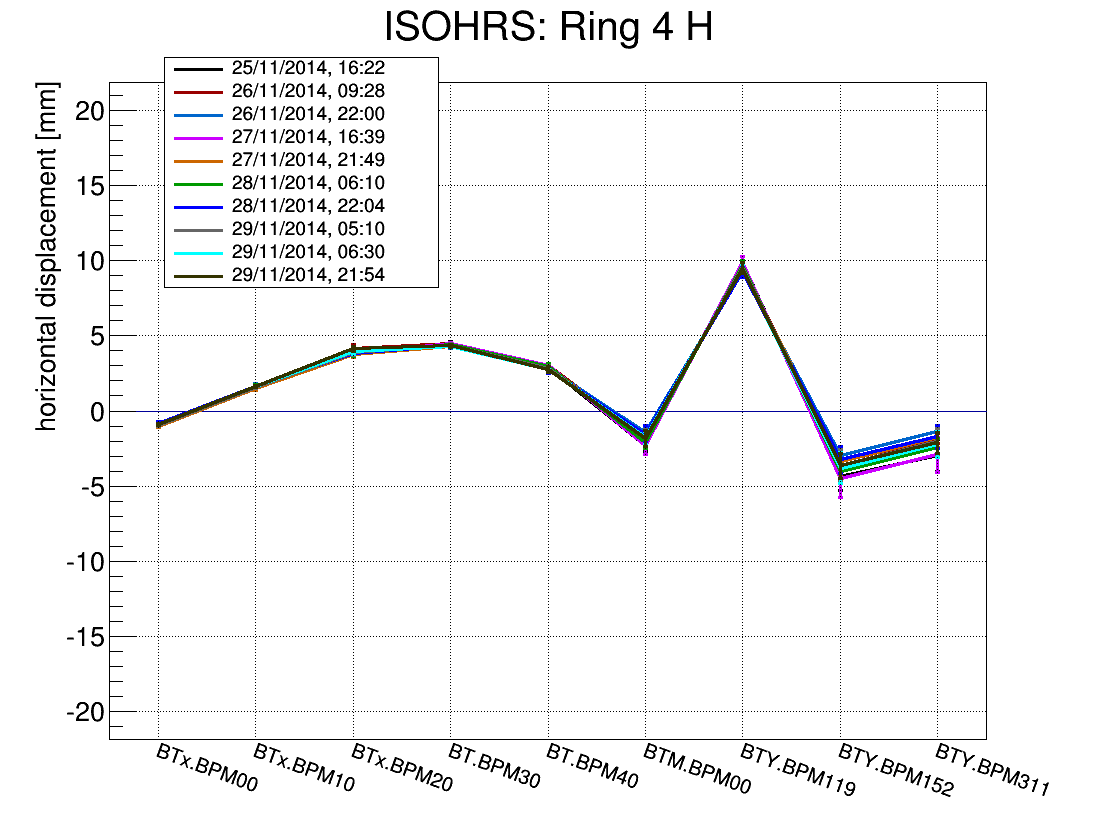 ISOHRS: Ring 4 H
horizontal displacement [mm]
25/11/2014, 16:22
26/11/2014, 09:28
26/11/2014, 22:00
27/11/2014, 16:39
27/11/2014, 21:49
28/11/2014, 06:10
28/11/2014, 22:04
29/11/2014, 05:10
29/11/2014, 06:30
29/11/2014, 21:54
20
15
10
5
0
-5
-10
-15
-20
BTx.BPM00
BTx.BPM10
BTx.BPM20
BT.BPM30
BT.BPM40
BTM.BPM00
BTY.BPM119
BTY.BPM152
BTY.BPM311